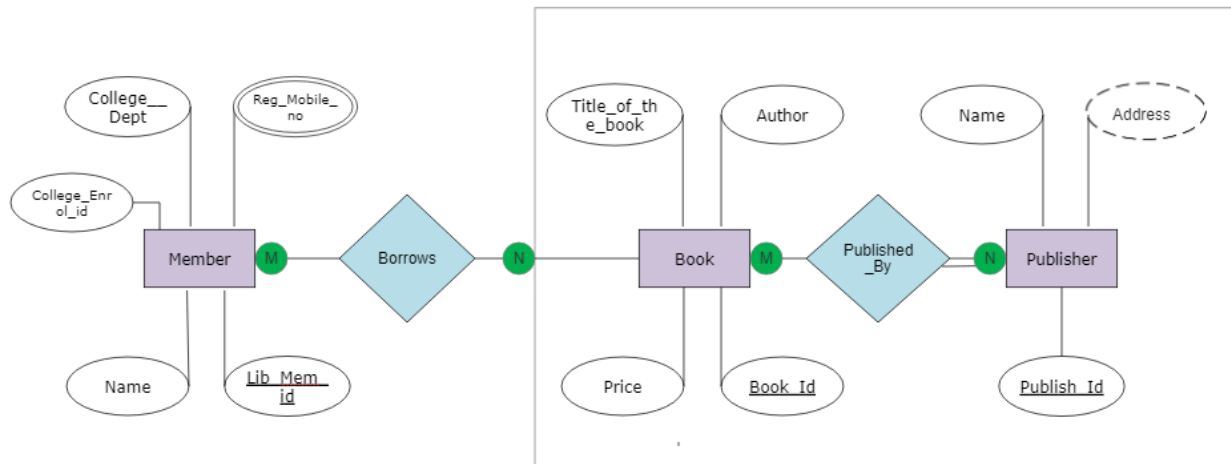 College__
Dept
Reg_Mobile_
no
College_Enr
ol_id
Member
M
Borrows
N
Name
Lib_Mem_
id
Title_of_th
e_book
Author
Book
M
Published
_By
N
Price
Book_Id
Name
Address
Publisher
Publish_Id